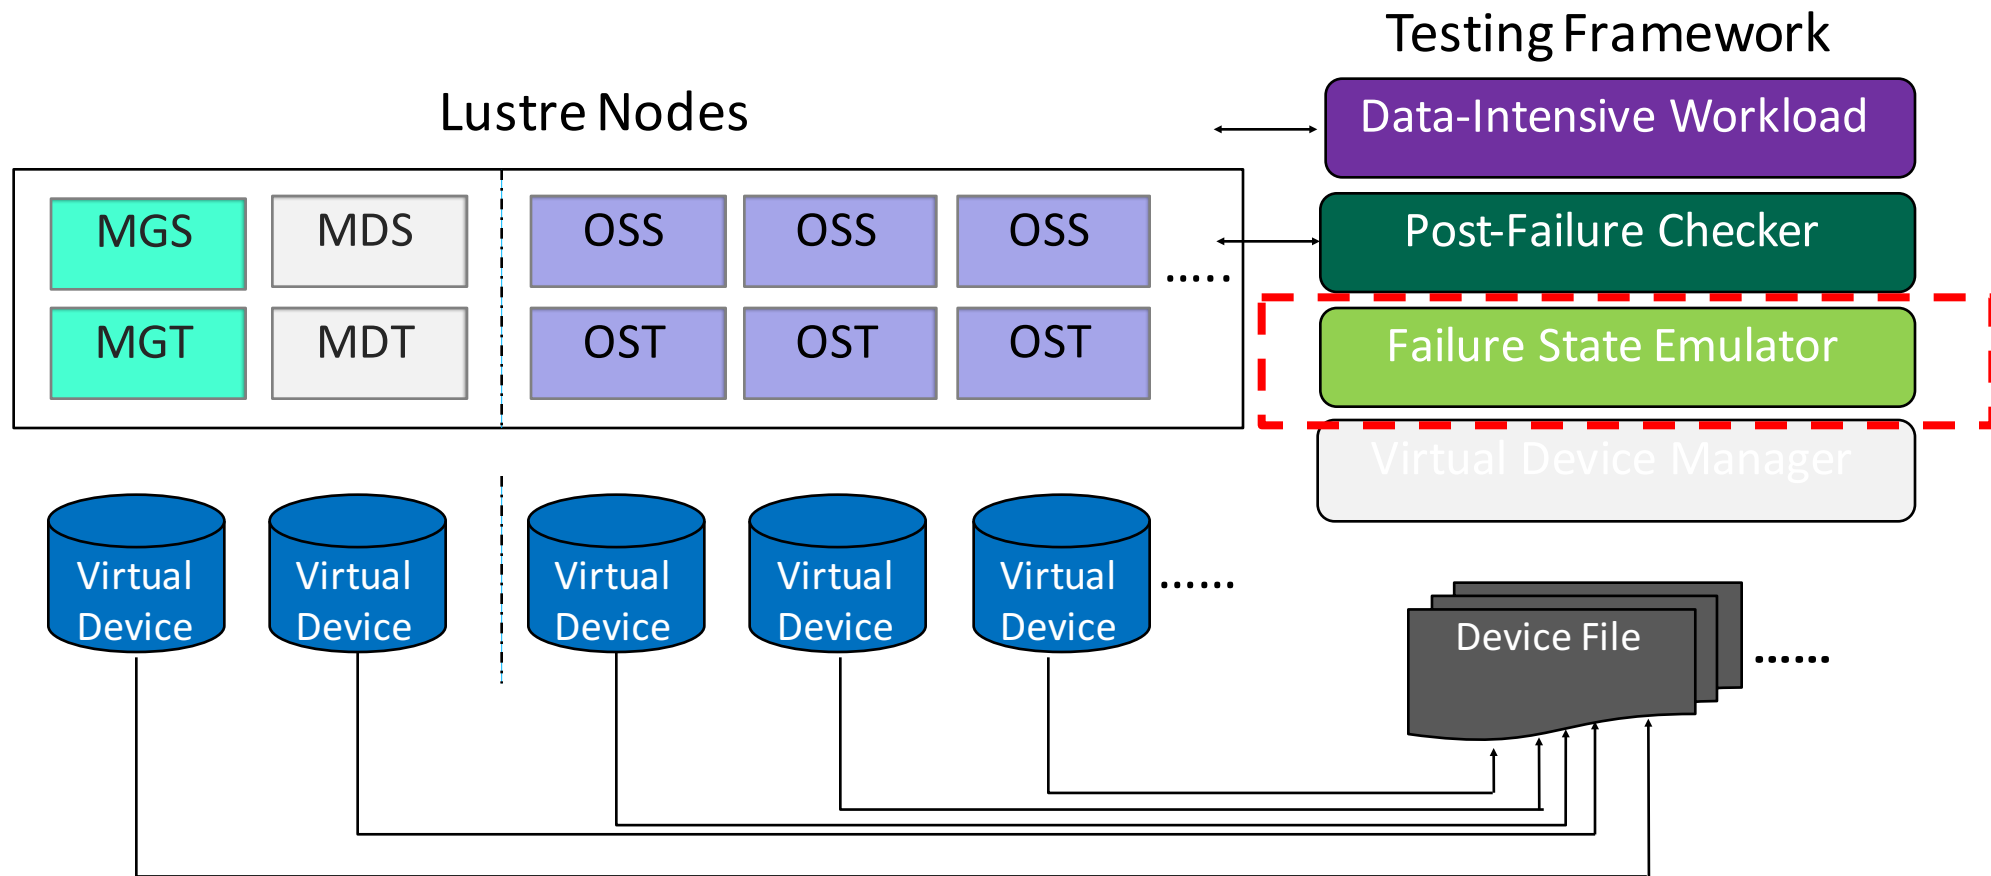 Testing Framework
Lustre Nodes
Data-Intensive Workload
Post-Failure Checker
Failure State Emulator
Virtual Device Manager
MGS MDS OSS OSS OSS
.....
MGT MDT OST OST OST
Virtual Device
Virtual Device
Virtual Device
Virtual Device
Virtual Device
......
Device File
......